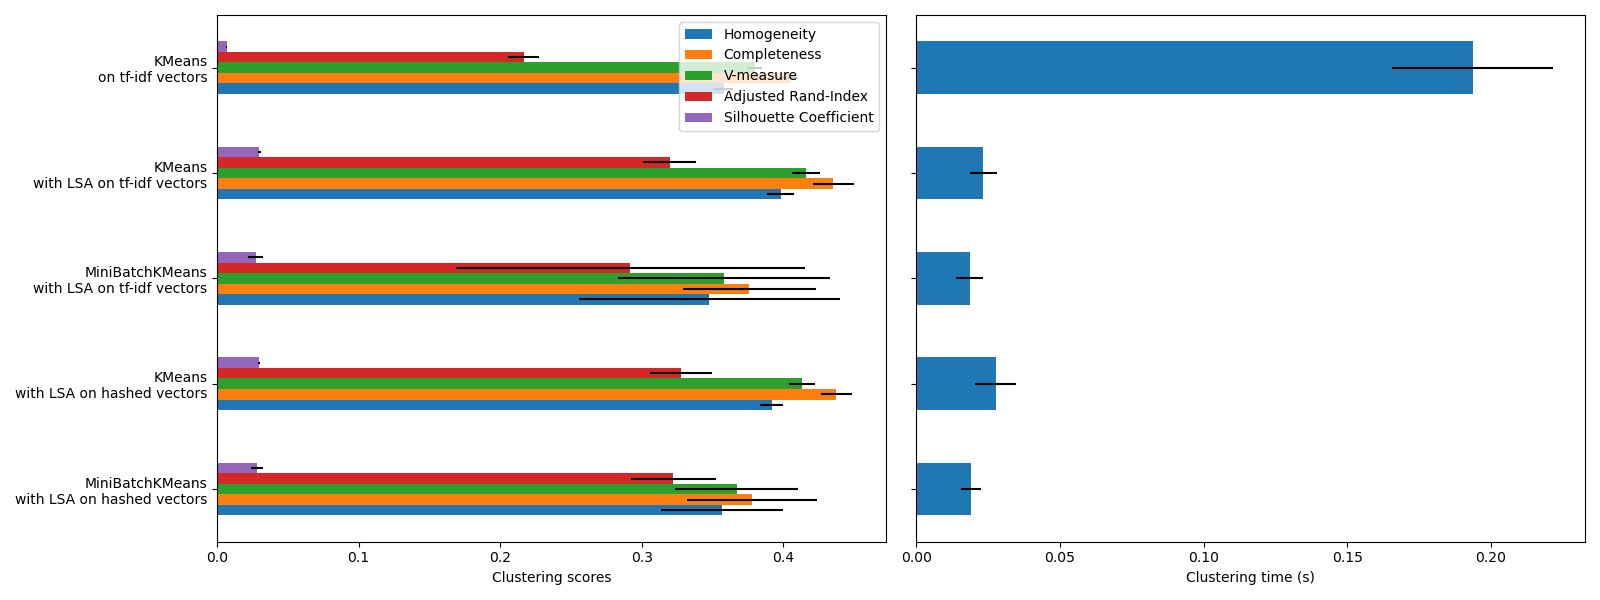 KMeans
on tf-idf vectors
KMeans
with LSA on tf-idf vectors
MiniBatchKMeans
with LSA on tf-idf vectors
KMeans
with LSA on hashed vectors
MiniBatchKMeans
with LSA on hashed vectors
Homogeneity
Completeness
V-measure
Adjusted Rand-Index
Silhouette Coefficient
0.0 0.1 0.2 0.3 0.4
Clustering scores
0.00 0.05 0.10 0.15 0.20
Clustering time (s)